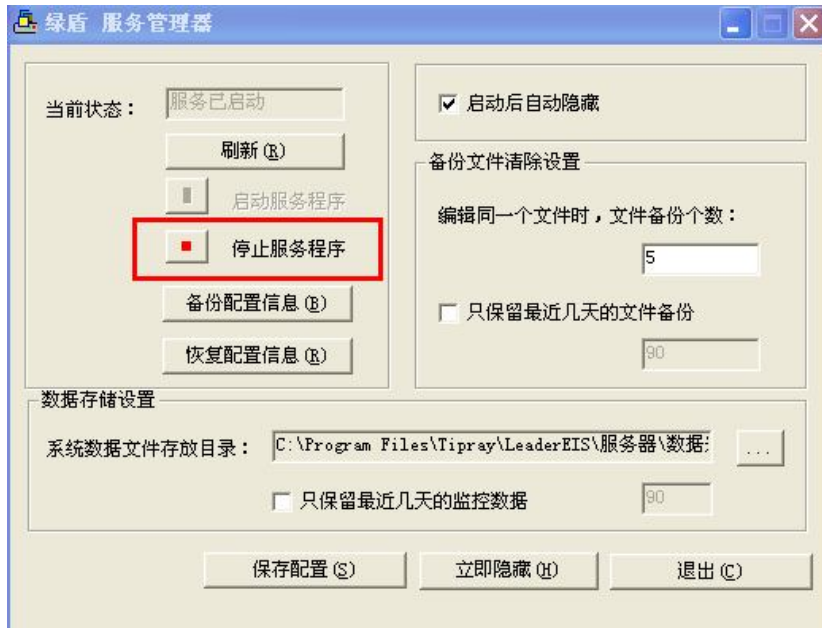 绿盾 服务管理器
当前状态：
服务已启动
刷新(R)
启动服务程序
停止服务程序
备份配置信息(B)
恢复配置信息(R)
启动后自动隐藏
备份文件清除设置
编辑同一个文件时，文件备份个数：
5
只保留最近几天的文件备份
90
数据存储设置
系统数据文件存放目录：
C:\Program Files\Tipray\LeaderEIS\服务器\数据
...
只保留最近几天的监控数据
90
保存配置(S)
立即隐藏(H)
退出(C)